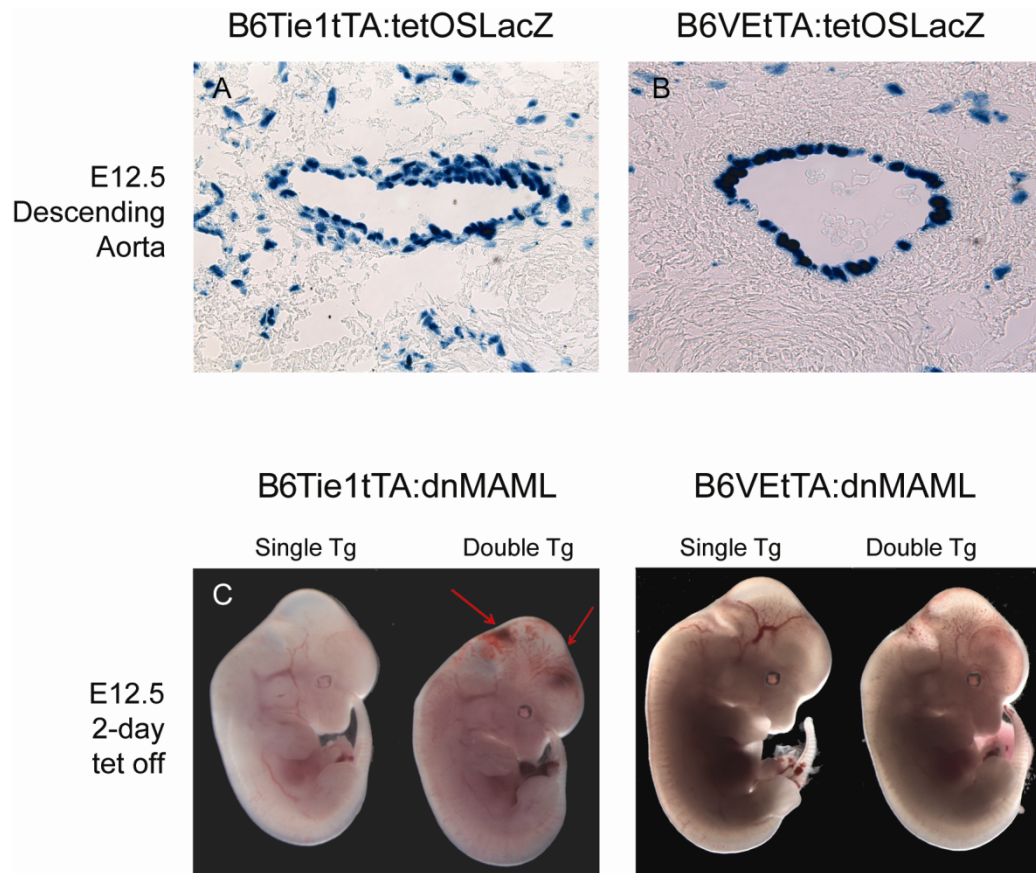 B6Tie1tTA:tetOSLacZ
B6VEtTA:tetOSLacZ
A
B
E12.5
Descending
Aorta
B6Tie1tTA:dnMAML
B6VEtTA:dnMAML
Single Tg
Double Tg
Single Tg
Double Tg
C
E12.5
2-day
tet off